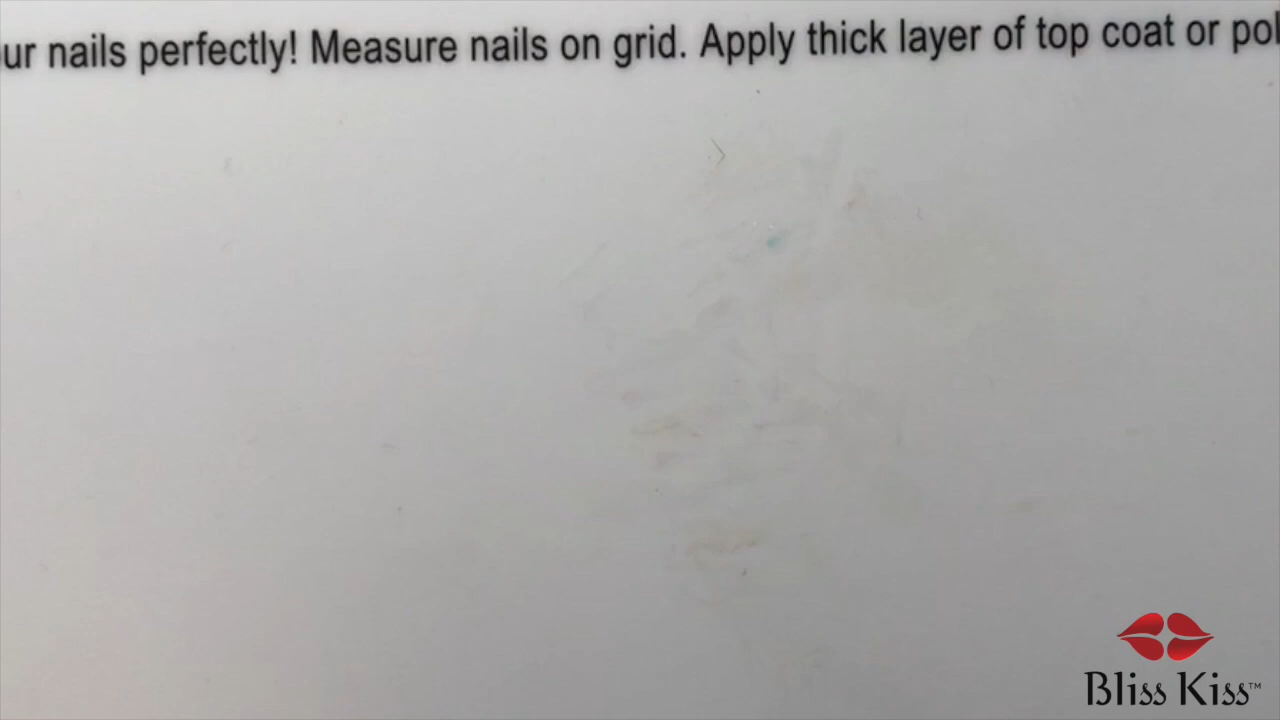 ur nails perfectly! Measure nails on grid. Apply thick layer of top coat or pol
Bliss Kiss™